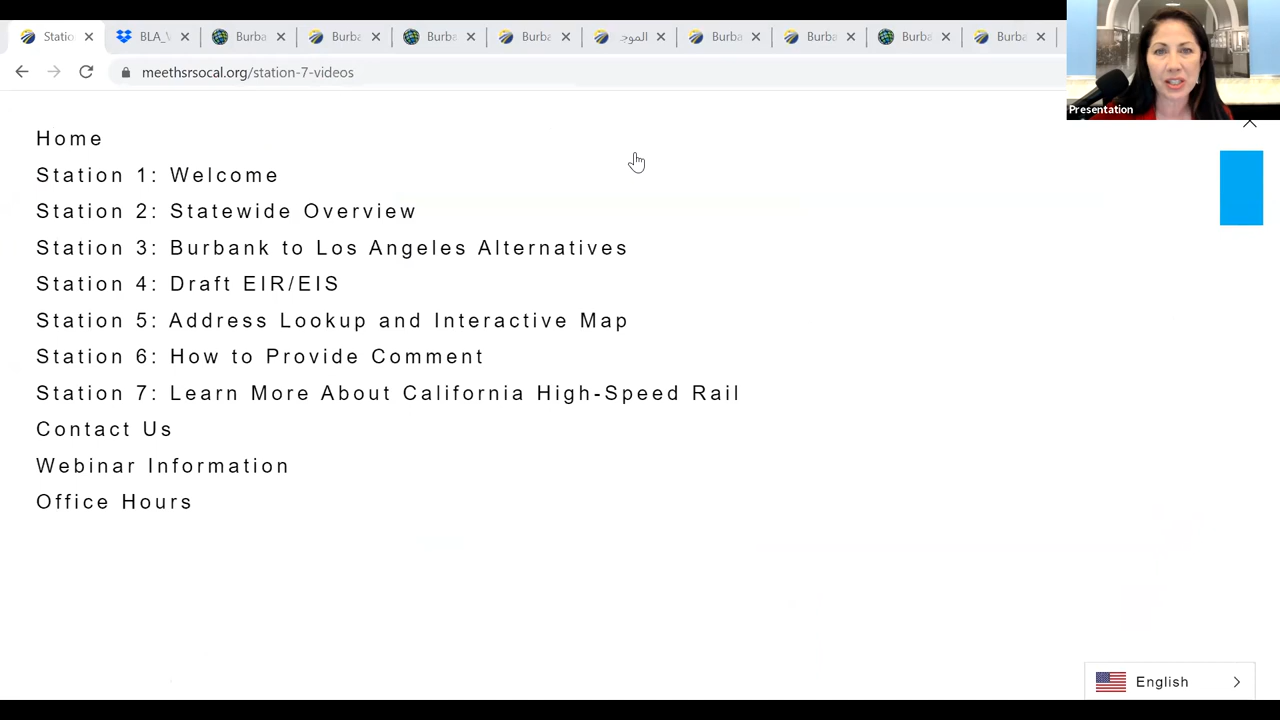 Statio
BLA_
Burba
Burba
Burba
Burba
الموج
Burba
Burba
Burba
Burba
meethsrsocal.org/station-7-videos
Presentation
Home
Station 1: Welcome
Station 2: Statewide Overview
Station 3: Burbank to Los Angeles Alternatives
Station 4: Draft EIR/EIS
Station 5: Address Lookup and Interactive Map
Station 6: How to Provide Comment
Station 7: Learn More About California High-Speed Rail
Contact Us
Webinar Information
Office Hours
English